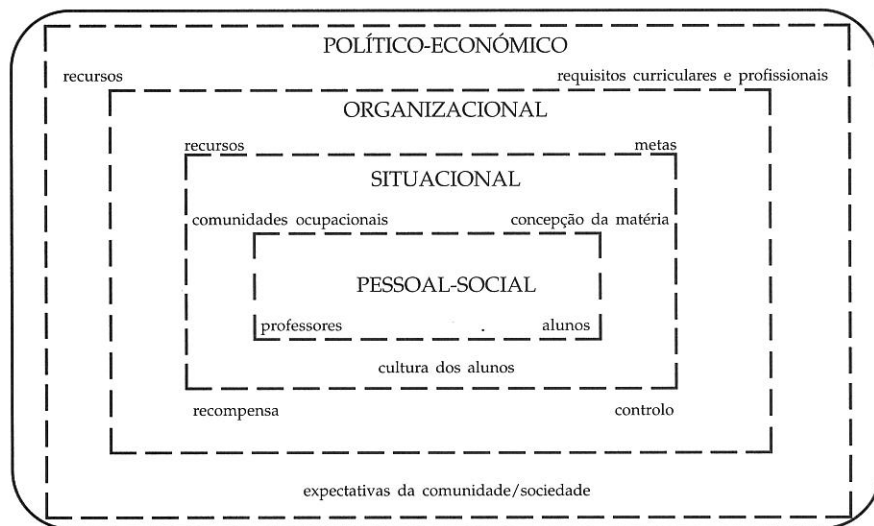 POLÍTICO-ECONÓMICO
recursos requisitos curriculares e profissionais
ORGANIZACIONAL
recursos metas
SITUACIONAL
comunidades ocupacionais concepção da matéria
PESSOAL-SOCIAL
professores alunos
cultura dos alunos
recompensa controlo
expectativas da comunidade/sociedade